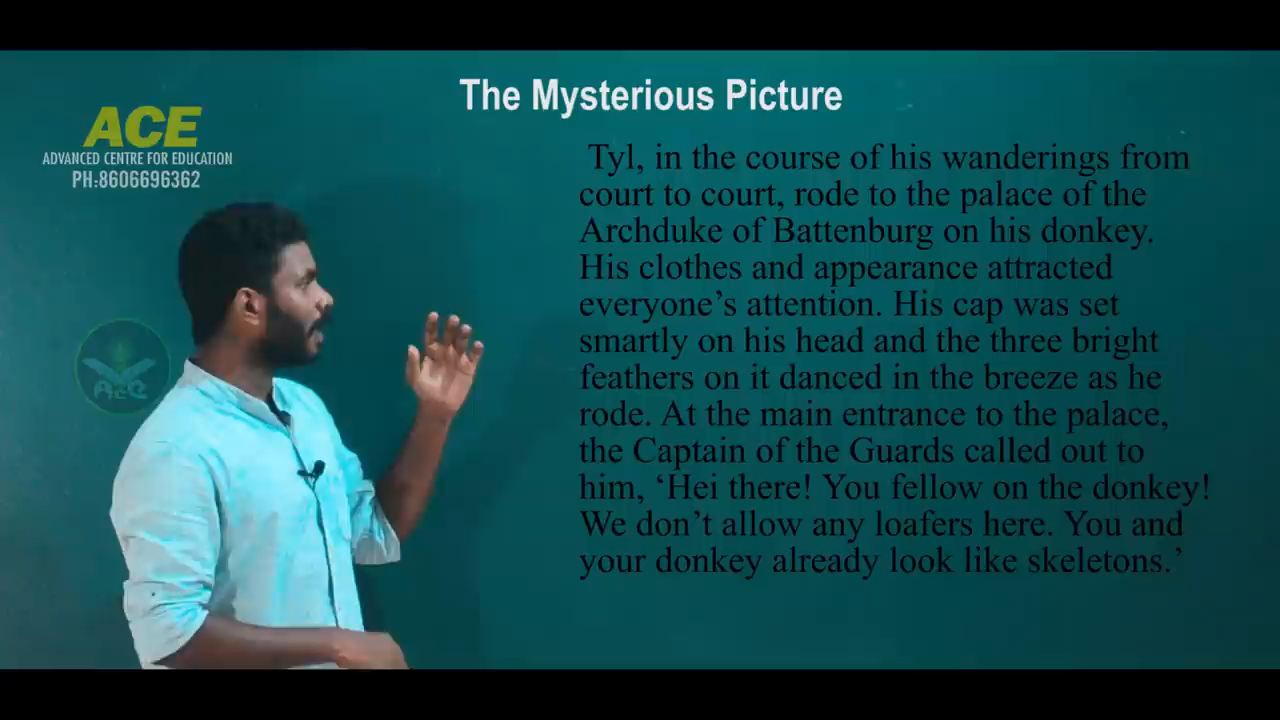 The Mysterious Picture
ACE
ADVANCED CENTRE FOR EDUCATION
PH:8606696362
Tyl, in the course of his wanderings from
court to court, rode to the palace of the
Archduke of Battenburg on his donkey.
His clothes and appearance attracted
everyone’s attention. His cap was set
smartly on his head and the three bright
feathers on it danced in the breeze as he
rode. At the main entrance to the palace,
the Captain of the Guards called out to
him, ‘Hei there! You fellow on the donkey!
We don’t allow any loafers here. You and
your donkey already look like skeletons.’